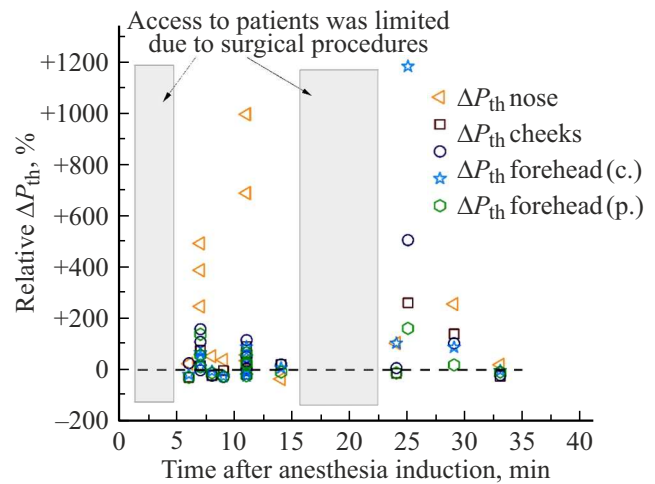 Access to patients was limited
due to surgical procedures
+1200
+1000
+800
+600
+400
+200
0
–200
Relative ΔPth, %
ΔPth nose
ΔPth cheeks
ΔPth forehead (c.)
ΔPth forehead (p.)
0 5 10 15 20 25 30 35 40
Time after anesthesia induction, min